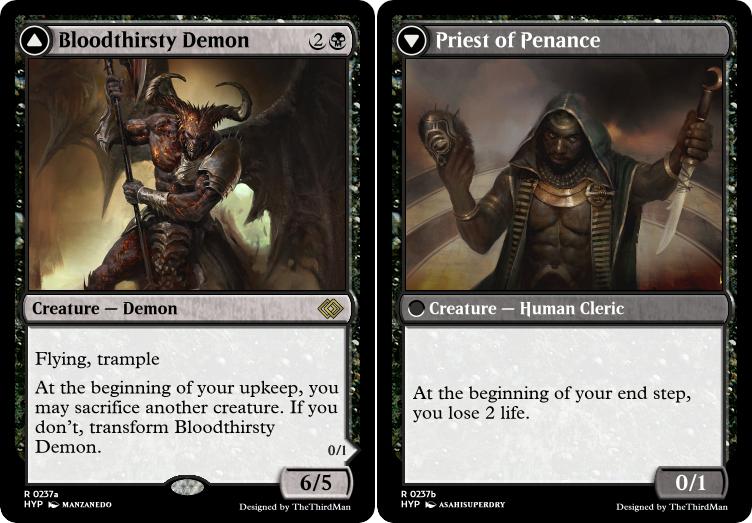 Bloodthirsty Demon 2
Creature — Demon
Flying, trample
At the beginning of your upkeep, you
may sacrifice another creature. If you
don't, transform Bloodthirsty
Demon.
0/1
6/5
R 0237a
HYP MANZANEDO
Designed by TheThirdMan
Priest of Penance
Creature — Human Cleric
At the beginning of your end step,
you lose 2 life.
0/1
R 0237b
HYP ASAHISUPERDRY
Designed by TheThirdMan